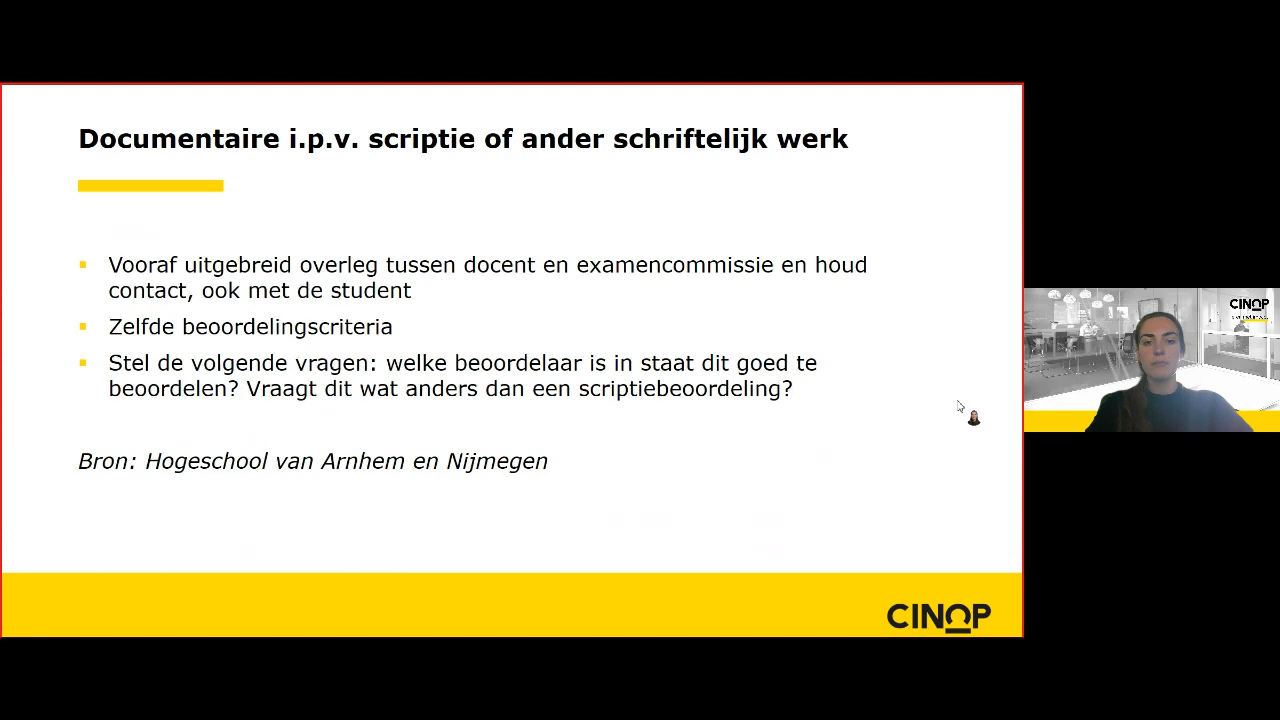 Documentaire i.p.v. scriptie of ander schriftelijk werk
Vooraf uitgebreid overleg tussen docent en examencommissie en houd
contact, ook met de student
Zelfde beoordelingscriteria
Stel de volgende vragen: welke beoordelaar is in staat dit goed te
beoordelen? Vraagt dit wat anders dan een scriptiebeoordeling?
Bron: Hogeschool van Arnhem en Nijmegen
CINOP
CINOP